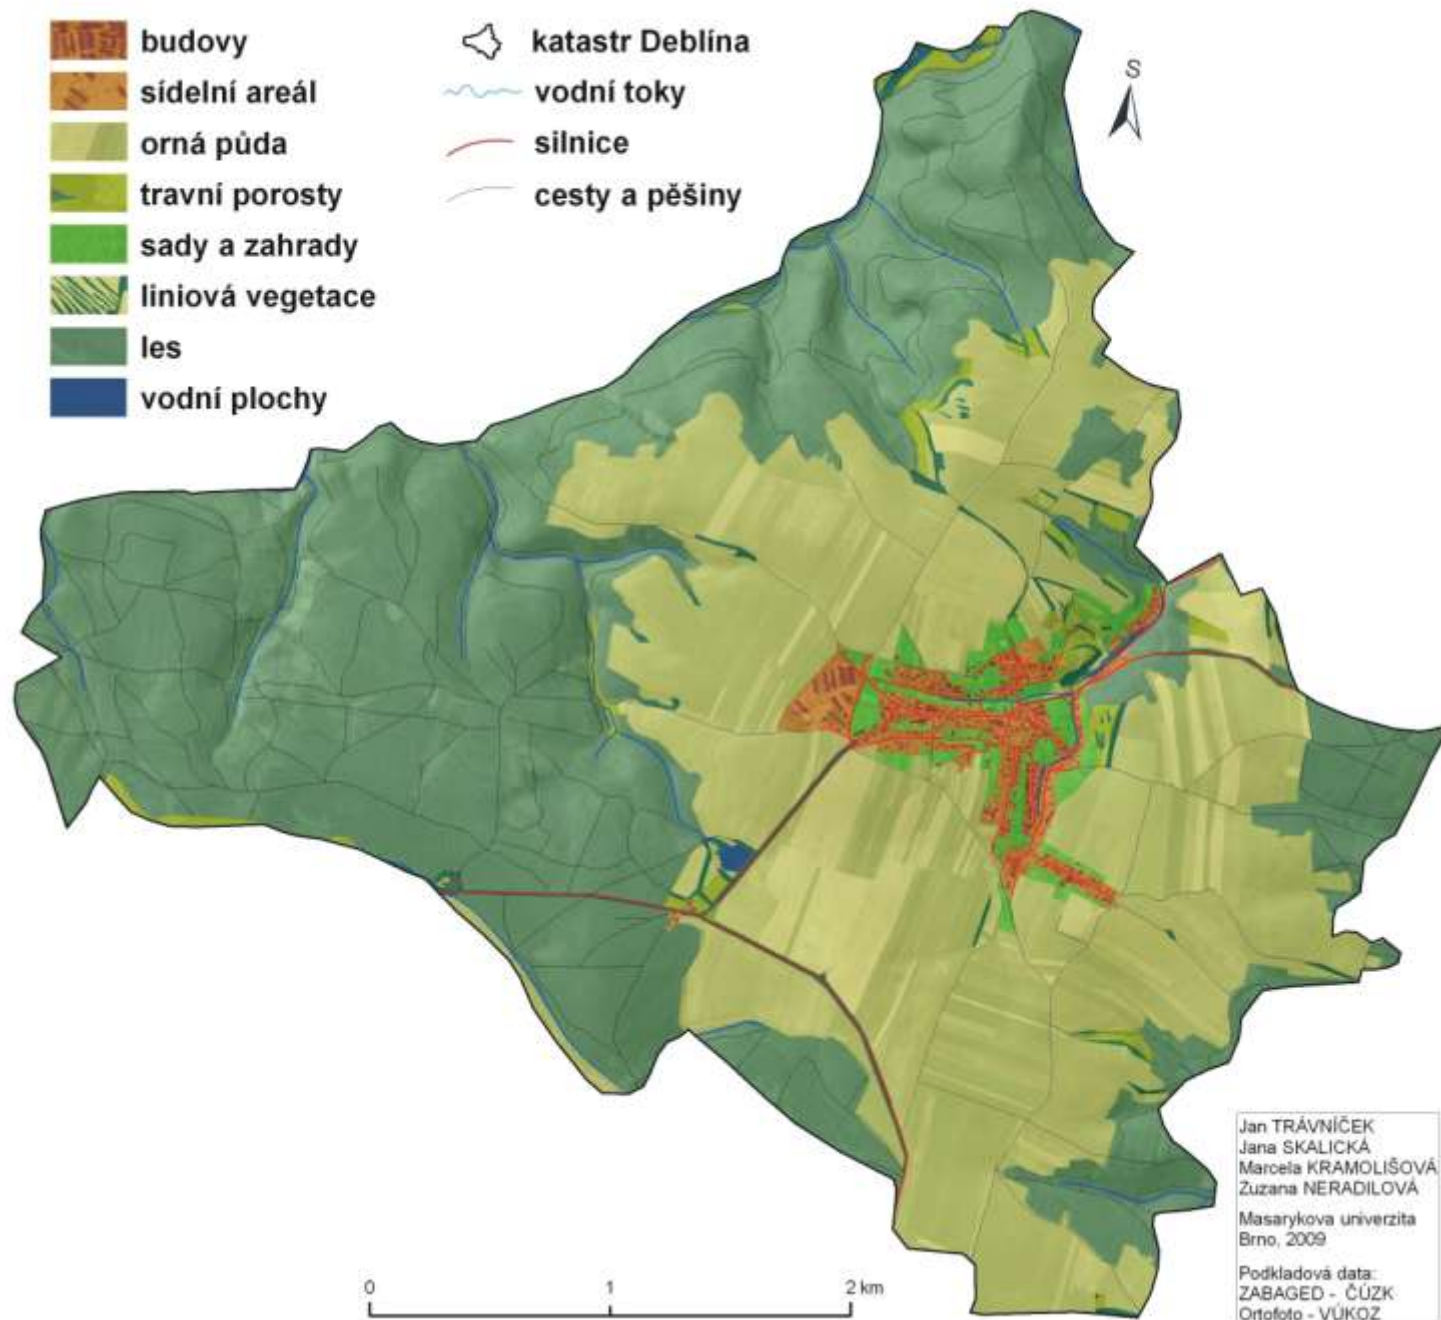 budovy
sídelní areál
orná půda
travní porosty
sady a zahrady
liniová vegetace
les
vodní plochy
katastr Deblína
vodní toky
silnice
cesty a pěšiny
S
0 1 2 km
Jan TRÁVNÍČEK
Jana SKALICKÁ
Marcela KRAMOLIŠOVÁ
Zuzana NERADILOVÁ
Masarykova univerzita
Brno, 2009
Podkladová data:
ZABAGED - ČÚZK
Ortofoto - VÚKOZ